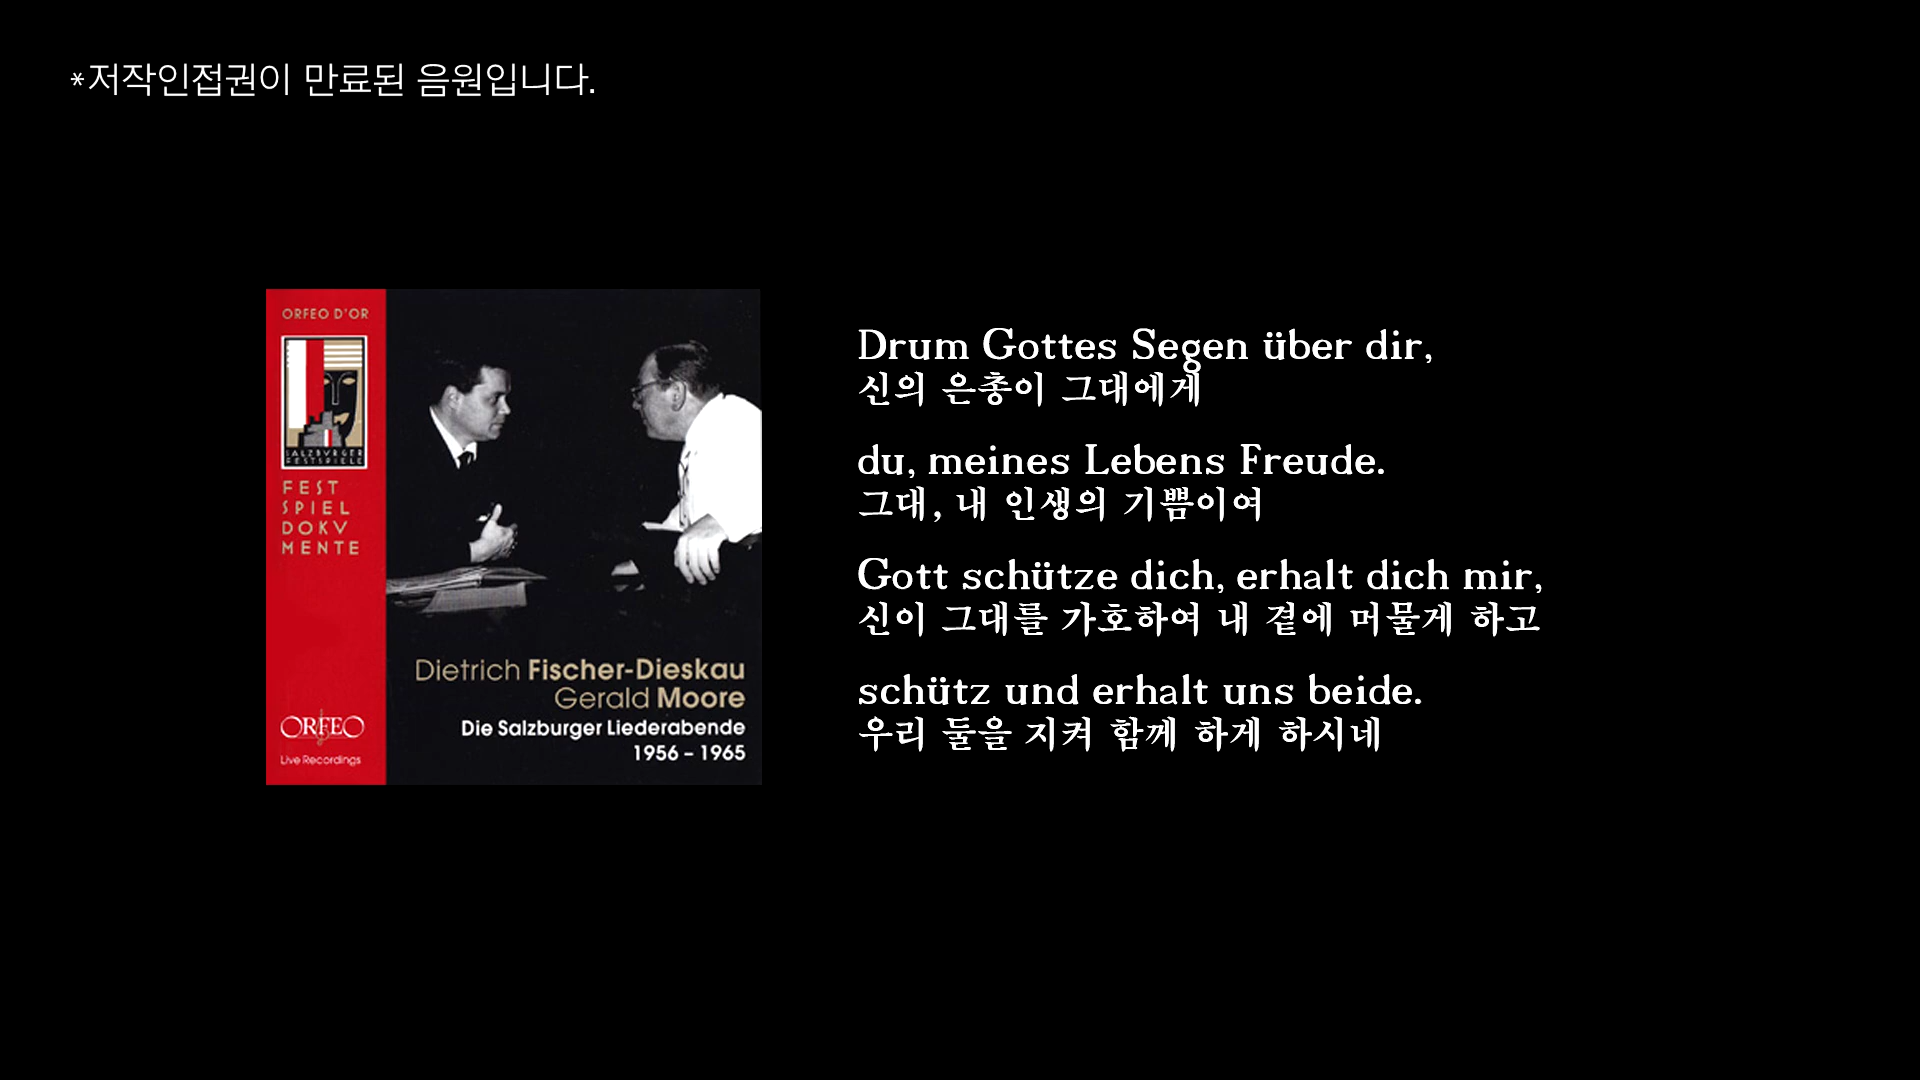 *저작인접권이 만료된 음원입니다.
ORFEO D'OR
SALZBURGER
FESTSPIELE
FEST
SPIEL
DOKV
MENTE
ORFEO
Live Recordings
Dietrich Fischer-Dieskau
Gerald Moore
Die Salzburger Liederabende
1956 – 1965
Drum Gottes Segen über dir,
신의 은총이 그대에게
du, meines Lebens Freude.
그대, 내 인생의 기쁨이여
Gott schütze dich, erhalt dich mir,
신이 그대를 가호하여 내 곁에 머물게 하고
schütz und erhalt uns beide.
우리 둘을 지켜 함께 하게 하시네